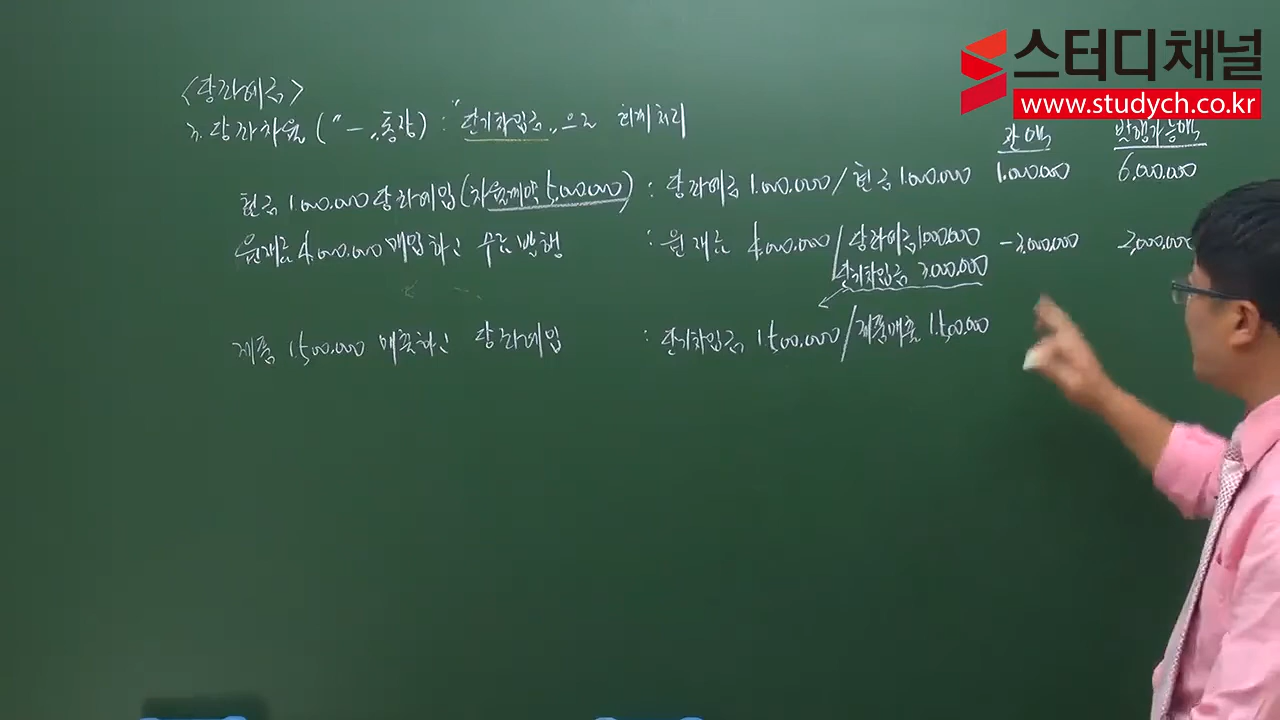 스터디채널
www.studych.co.kr
<당좌예금>
3. 당좌차월 ("-"통장) : "단기차입금"으로 회계처리
잔액 발행가능액
현금 1.000.000 당좌예입 (차월계약 5.000.000) : 당좌예금 1.000.000 / 현금 1.000.000 1.000.000 6.000.000
원재료 4.000.000 매입하고 수표발행 : 원재료 4.000.000 / 당좌예금 1000000 -3.000.000 2,000.000
단기차입금 3.000.000
제품 1.500.000 매출하고 당좌예입 : 단기차입금 1.500.000 / 제품매출 1.500.000